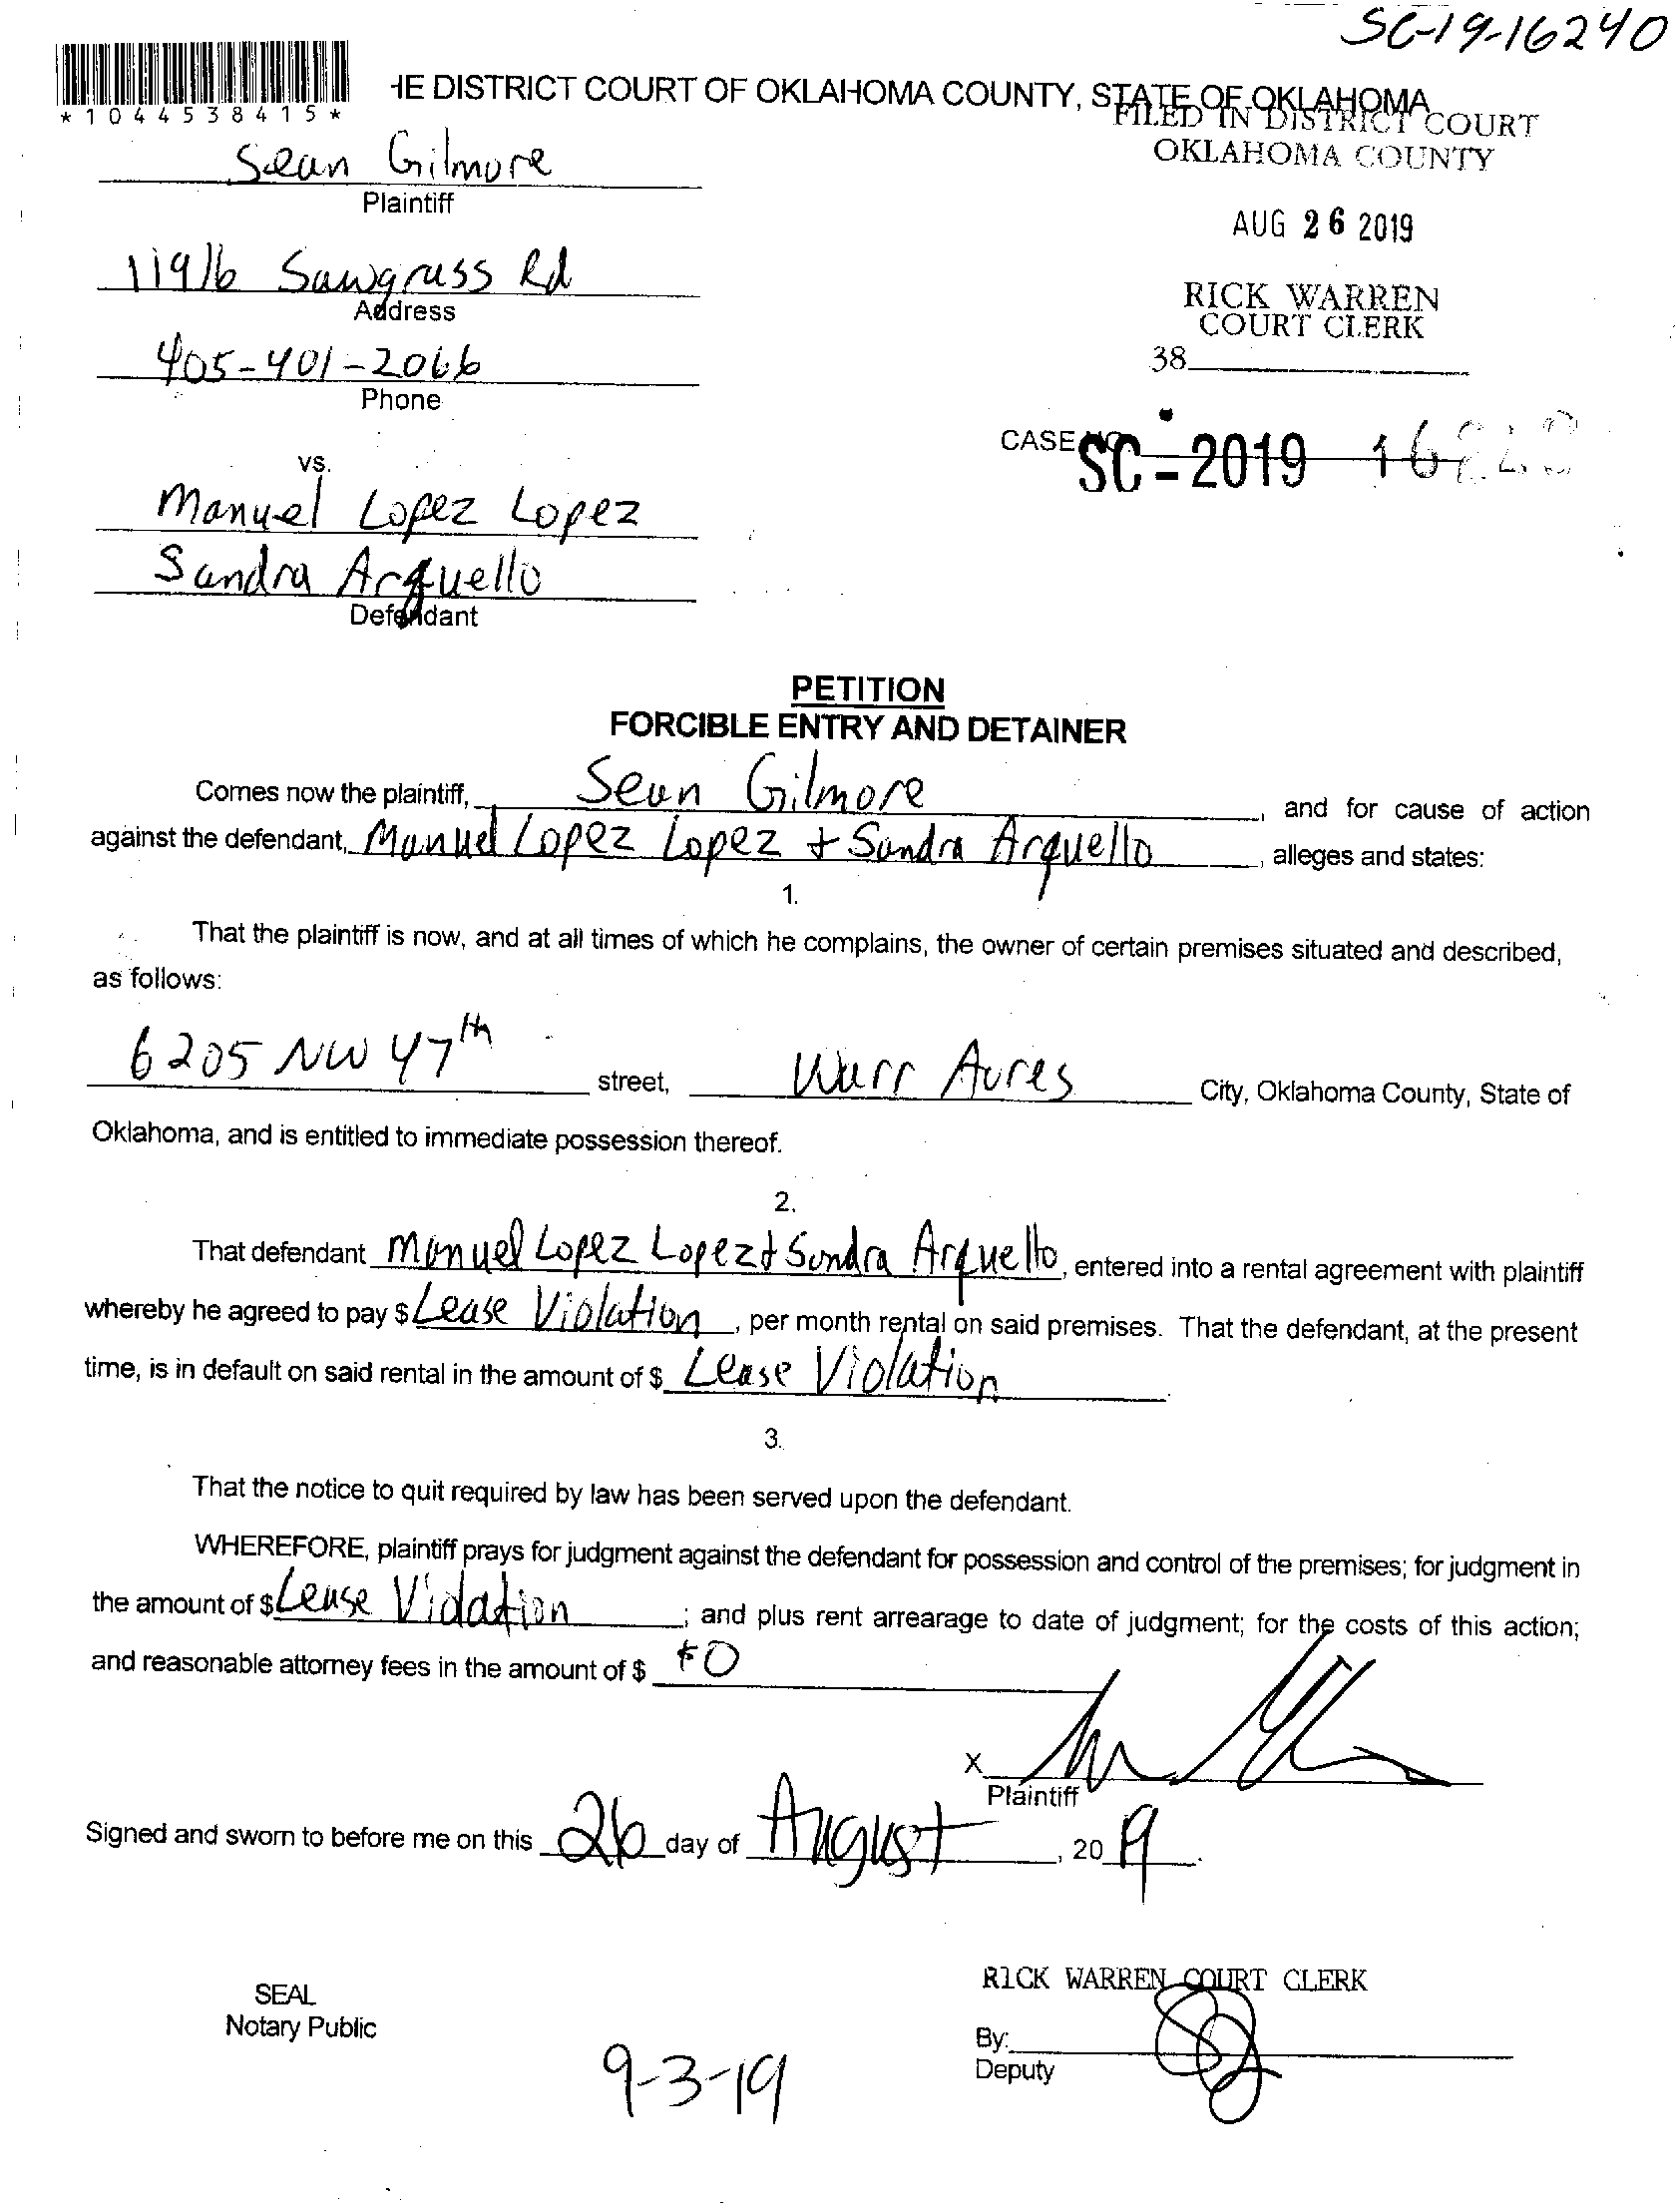 SC-19-16240
*1044538415*
HE DISTRICT COURT OF OKLAHOMA COUNTY, STATE OF OKLAHOMA
FILED IN DISTRICT COURT
OKLAHOMA COUNTY
Sean Gilmore
Plaintiff
AUG 26 2019
11916 Sawgrass Rd
Address
RICK WARREN
COURT CLERK
405-401-2066
Phone
38
CASE NO.
SC - 2019
vs.
Manuel Lopez Lopez
Sandra Arquello
Defendant
PETITION
FORCIBLE ENTRY AND DETAINER
Comes now the plaintiff, Sean Gilmore, and for cause of action
against the defendant, Manuel Lopez Lopez + Sandra Arquello, alleges and states:
1.
That the plaintiff is now, and at all times of which he complains, the owner of certain premises situated and described,
as follows:
6205 NW 47th street, Warr Acres City, Oklahoma County, State of
Oklahoma, and is entitled to immediate possession thereof.
2.
That defendant Manuel Lopez Lopez + Sandra Arquello, entered into a rental agreement with plaintiff
whereby he agreed to pay $ Lease Violation, per month rental on said premises. That the defendant, at the present
time, is in default on said rental in the amount of $ Lease Violation.
3.
That the notice to quit required by law has been served upon the defendant.
WHEREFORE, plaintiff prays for judgment against the defendant for possession and control of the premises; for judgment in
the amount of $ Lease Violation; and plus rent arrearage to date of judgment; for the costs of this action;
and reasonable attorney fees in the amount of $ $0
X
Plaintiff
Signed and sworn to before me on this 26 day of August, 2019.
RICK WARREN COURT CLERK
SEAL
Notary Public
By:
Deputy
9-3-19